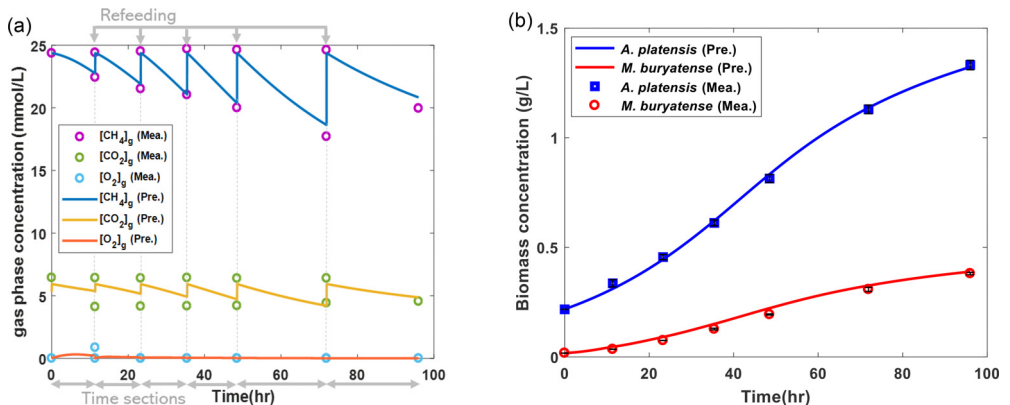 (a)
Refeeding
gas phase concentration (mmol/L)
25
20
15
10
5
0
[CH4]g (Mea.)
[CO2]g (Mea.)
[O2]g (Mea.)
[CH4]g (Pre.)
[CO2]g (Pre.)
[O2]g (Pre.)
0
20
40
60
80
100
Time(hr)
Time sections
(b)
Biomass concentration (g/L)
1.5
1
0.5
0
A. platensis (Pre.)
M. buryatense (Pre.)
A. platensis (Mea.)
M. buryatense (Mea.)
0
20
40
60
80
100
Time(hr)